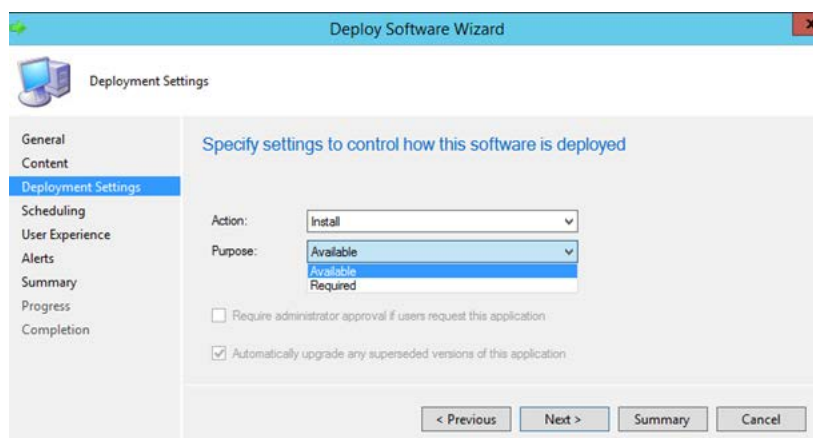 Deploy Software Wizard
x
Deployment Settings
General
Content
Deployment Settings
Scheduling
User Experience
Alerts
Summary
Progress
Completion
Specify settings to control how this software is deployed
Action: Install
Purpose: Available
Available
Required
Require administrator approval if users request this application
Automatically upgrade any superseded versions of this application
< Previous Next > Summary Cancel